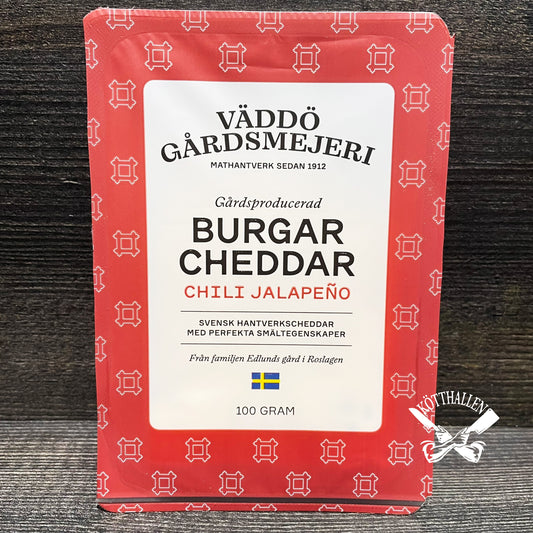 VÄDDÖ
GÅRDSMEJERI
MATHANTVERK SEDAN 1912
Gårdsproducerad
BURGAR
CHEDDAR
CHILI JALAPEÑO
SVENSK HANTVERKSCHEDDAR
MED PERFEKTA SMÄLTEGENSKAPER
Från familjen Edlunds gård i Roslagen
100 GRAM
KÖTTHALLEN